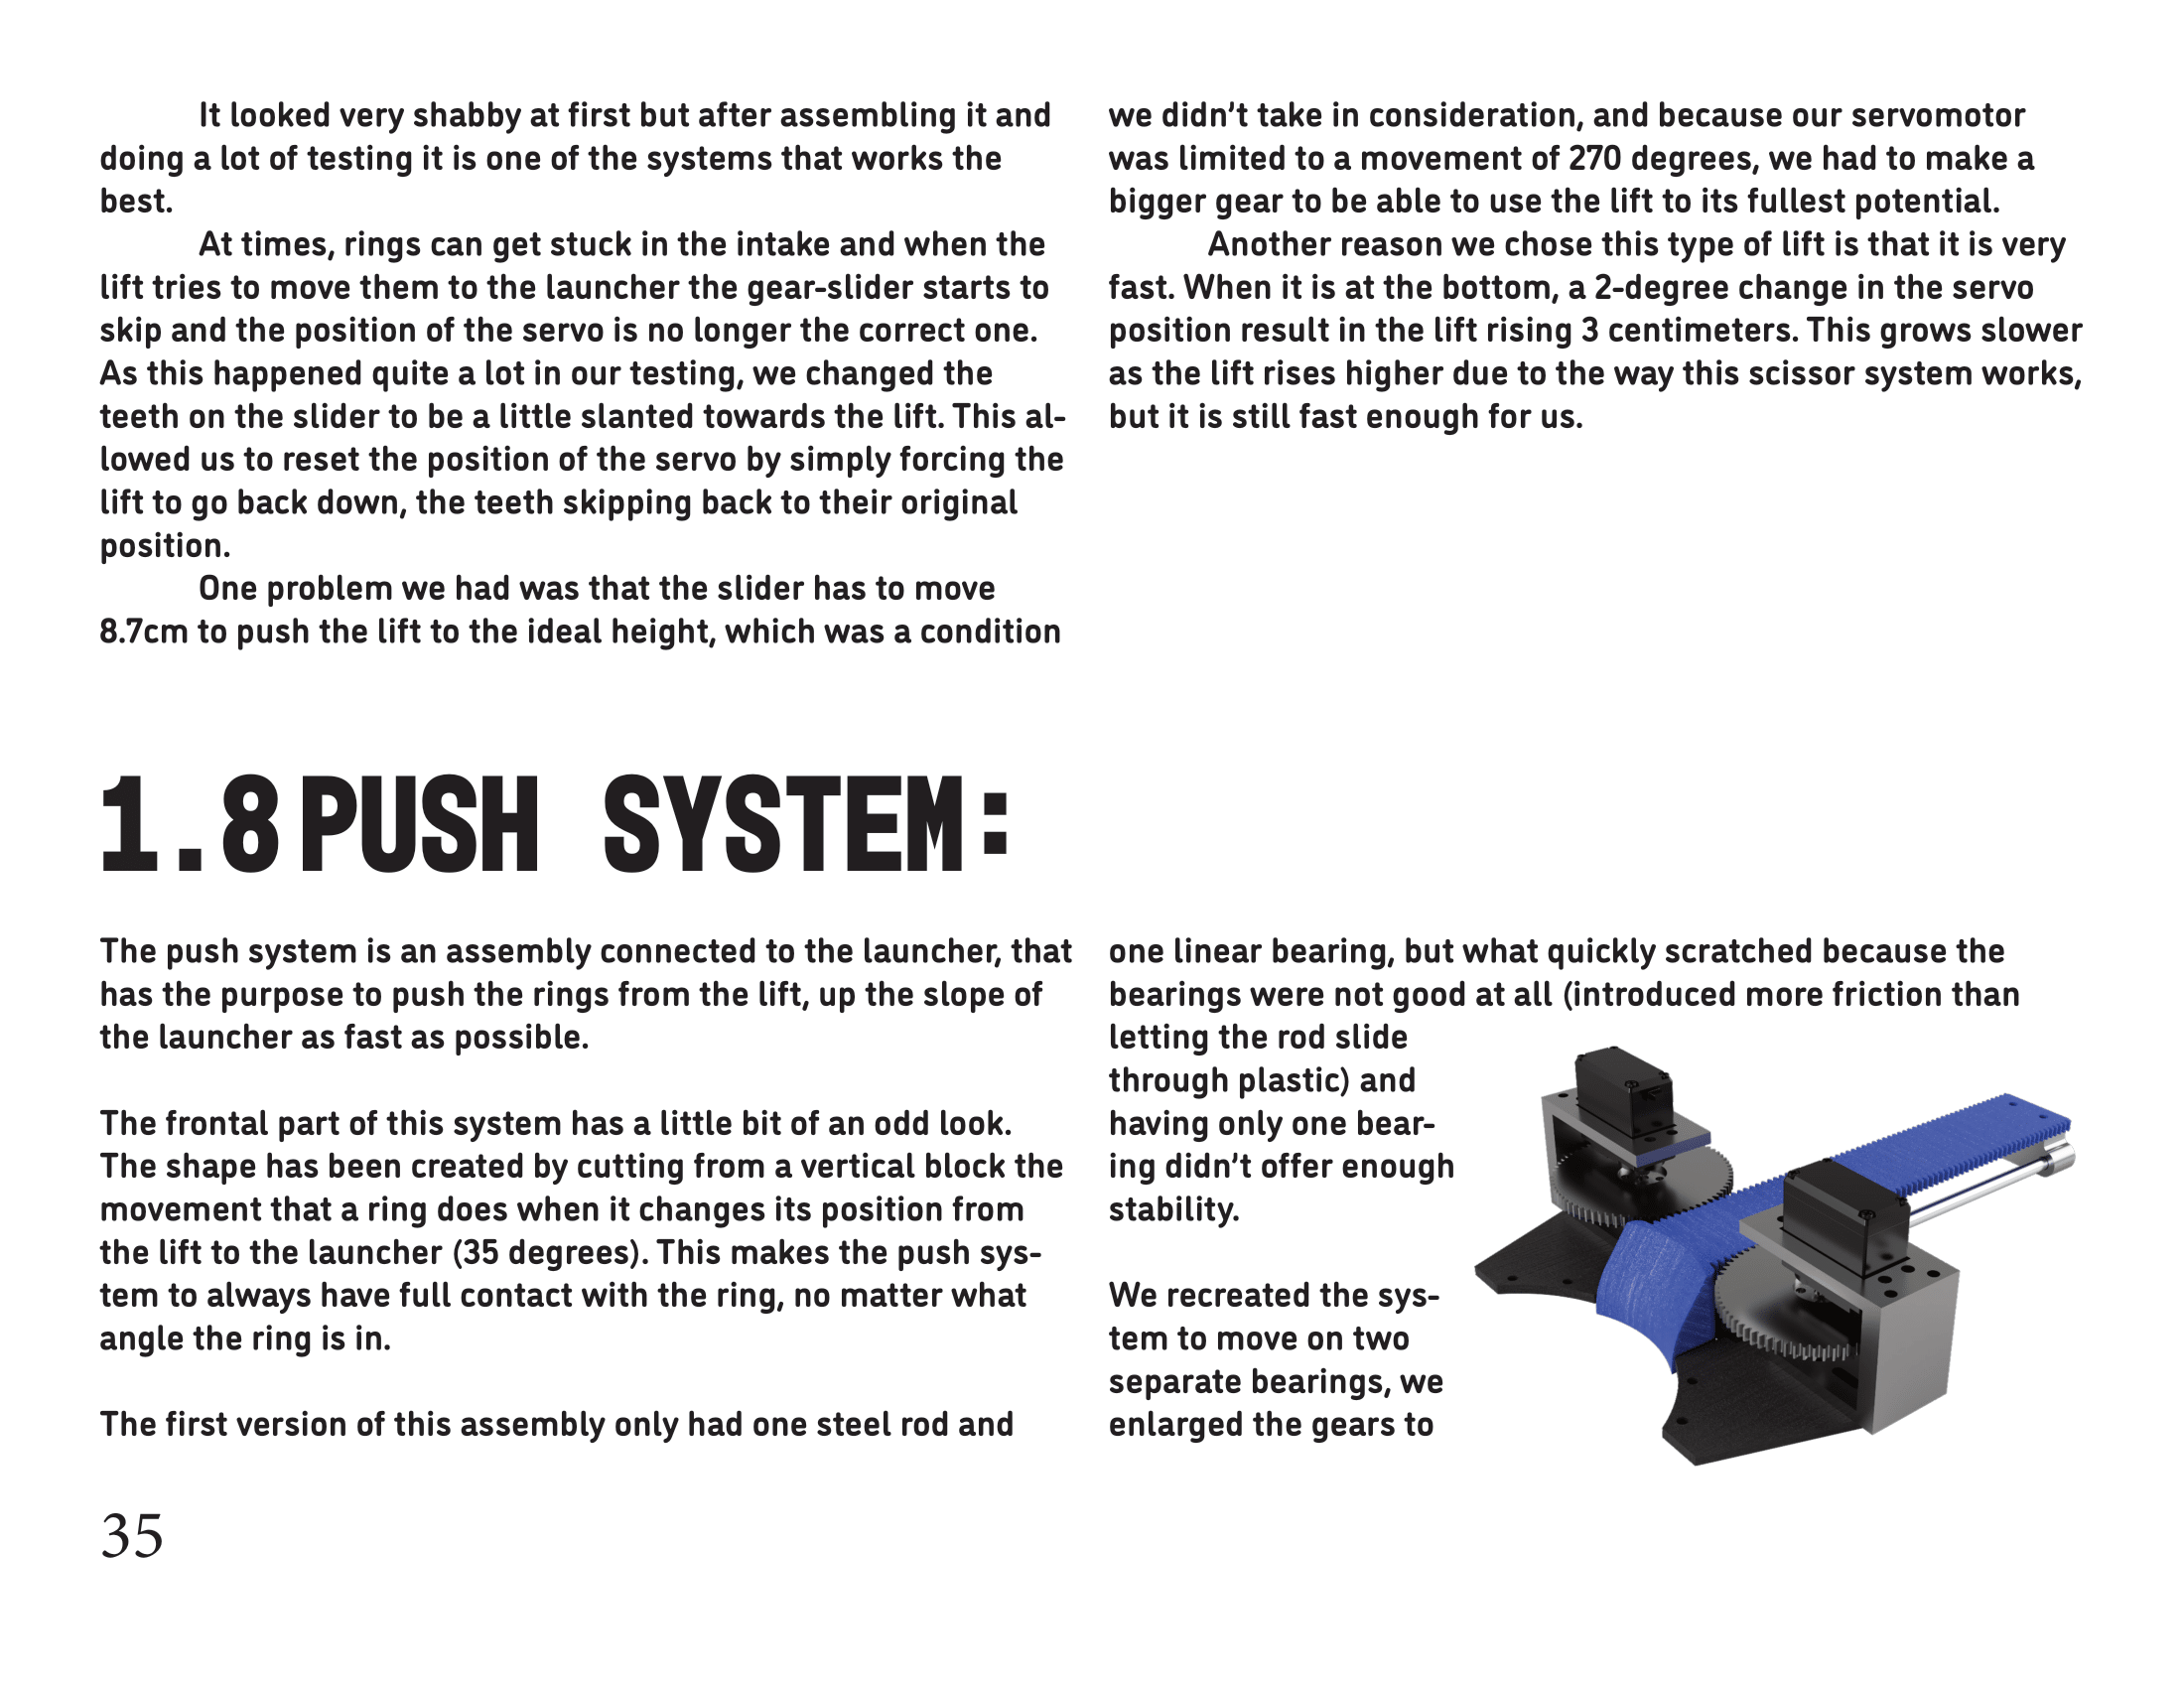 It looked very shabby at first but after assembling it and
doing a lot of testing it is one of the systems that works the
best.
At times, rings can get stuck in the intake and when the
lift tries to move them to the launcher the gear-slider starts to
skip and the position of the servo is no longer the correct one.
As this happened quite a lot in our testing, we changed the
teeth on the slider to be a little slanted towards the lift. This al-
lowed us to reset the position of the servo by simply forcing the
lift to go back down, the teeth skipping back to their original
position.
One problem we had was that the slider has to move
8.7cm to push the lift to the ideal height, which was a condition
we didn't take in consideration, and because our servomotor
was limited to a movement of 270 degrees, we had to make a
bigger gear to be able to use the lift to its fullest potential.
Another reason we chose this type of lift is that it is very
fast. When it is at the bottom, a 2-degree change in the servo
position result in the lift rising 3 centimeters. This grows slower
as the lift rises higher due to the way this scissor system works,
but it is still fast enough for us.
1.8 PUSH SYSTEM:
The push system is an assembly connected to the launcher, that
has the purpose to push the rings from the lift, up the slope of
the launcher as fast as possible.
The frontal part of this system has a little bit of an odd look.
The shape has been created by cutting from a vertical block the
movement that a ring does when it changes its position from
the lift to the launcher (35 degrees). This makes the push sys-
tem to always have full contact with the ring, no matter what
angle the ring is in.
The first version of this assembly only had one steel rod and
one linear bearing, but what quickly scratched because the
bearings were not good at all (introduced more friction than
letting the rod slide
through plastic) and
having only one bear-
ing didn't offer enough
stability.
We recreated the sys-
tem to move on two
separate bearings, we
enlarged the gears to
35